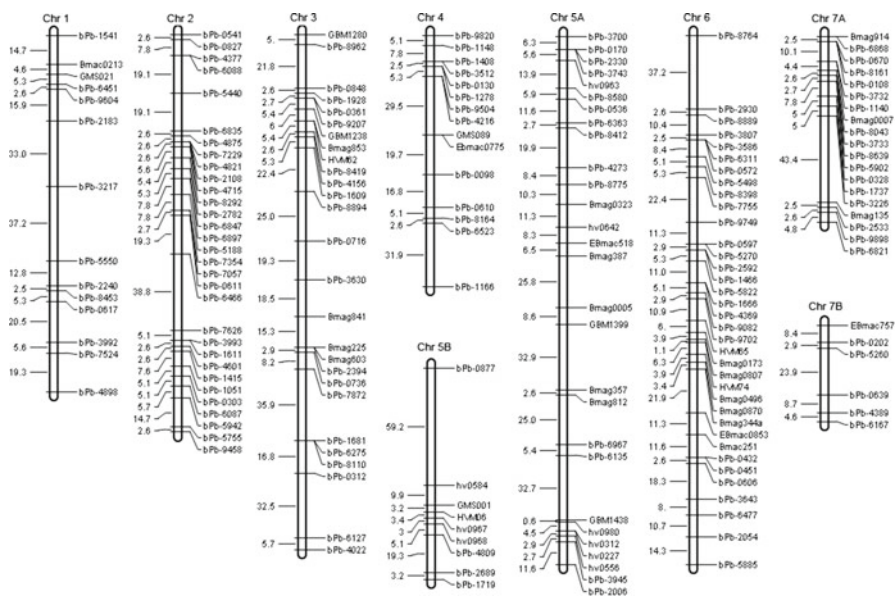 Chr 1
14.7
4.6
5.3
2.6
15.9
33.0
37.2
12.8
2.5
5.3
20.5
5.6
19.3
bPb-1541
Bmac0213
GMS021
bPb-6451
bPb-9604
bPb-2183
bPb-3217
bPb-5550
bPb-2240
bPb-8453
bPb-0617
bPb-3992
bPb-7524
bPb-4898
Chr 2
2.6
7.8
19.1
19.1
2.6
2.6
2.6
5.6
5.4
5.3
7.8
7.8
2.7
19.3
38.8
5.1
2.6
2.6
7.6
5.1
5.1
5.7
14.7
2.6
bPb-0541
bPb-0827
bPb-4377
bPb-6088
bPb-5440
bPb-6835
bPb-4875
bPb-7229
bPb-4821
bPb-2108
bPb-4715
bPb-8292
bPb-2782
bPb-6847
bPb-6897
bPb-5188
bPb-7354
bPb-7057
bPb-0611
bPb-6466
bPb-7626
bPb-3993
bPb-1611
bPb-4601
bPb-1415
bPb-1051
bPb-0303
bPb-6087
bPb-5942
bPb-5755
bPb-9458
Chr 3
5.
21.8
2.6
2.7
5.4
6
5.4
2.6
5.3
22.4
25.0
19.3
18.5
15.3
2.9
8.2
35.9
16.8
32.5
5.7
GBM1280
bPb-8962
bPb-0848
bPb-1928
bPb-0361
bPb-9207
GBM1238
Bmag853
HVM62
bPb-8419
bPb-4156
bPb-1609
bPb-8894
bPb-0716
bPb-3630
Bmag841
Bmag225
Bmag603
bPb-2394
bPb-0736
bPb-7872
bPb-1681
bPb-6275
bPb-8110
bPb-0312
bPb-6127
bPb-4022
Chr 4
5.1
7.8
2.5
5.3
29.5
19.7
16.8
5.1
2.6
31.9
bPb-9820
bPb-1148
bPb-1408
bPb-3512
bPb-0130
bPb-1278
bPb-9504
bPb-4216
GMS089
Ebmac0775
bPb-0098
bPb-0610
bPb-8164
bPb-6523
bPb-1166
Chr 5B
59.2
9.9
3.2
3.4
3
5.1
19.3
3.2
bPb-0877
hv0584
GMS001
HVM06
hv0967
hv0968
bPb-4809
bPb-2689
bPb-1719
Chr 5A
6.3
5.6
13.9
5.9
11.6
2.7
19.9
8.4
10.3
11.3
8.3
6.5
25.8
8.6
32.9
2.6
25.0
5.4
32.7
0.6
4.5
2.9
2.7
11.6
bPb-3700
bPb-0170
bPb-2330
bPb-3743
hv0963
bPb-8580
bPb-0536
bPb-6363
bPb-8412
bPb-4273
bPb-8775
Bmag0323
hv0642
EBmac518
Bmag387
Bmag0005
GBM1399
Bmag357
Bmag812
bPb-6967
bPb-6135
GBM1438
hv0980
hv0312
hv0227
hv0556
bPb-3945
bPb-2006
Chr 6
37.2
2.6
10.4
2.5
8.4
5.1
5.3
22.4
11.3
2.9
5.3
11.0
5.1
2.9
10.9
6.
3.9
1.1
6.3
3.9
3.4
21.9
11.3
11.6
2.6
18.3
8.
10.7
14.3
bPb-8764
bPb-2930
bPb-8889
bPb-3807
bPb-3586
bPb-6311
bPb-0572
bPb-5498
bPb-8398
bPb-7755
bPb-9749
bPb-0597
bPb-5270
bPb-2592
bPb-1466
bPb-5822
bPb-1666
bPb-4369
bPb-9082
bPb-9702
HVM65
Bmag0173
Bmag0807
HVM74
Bmag0496
Bmag0870
Bmag344a
EBmac0853
Bmac251
bPb-0432
bPb-0451
bPb-0606
bPb-3643
bPb-6477
bPb-2054
bPb-5885
Chr 7A
2.5
10.1
4.4
2.6
2.7
7.8
5
5
43.4
2.5
2.6
4.8
Bmag914
bPb-6868
bPb-0670
bPb-8161
bPb-0108
bPb-3732
bPb-1140
Bmag0007
bPb-8043
bPb-3733
bPb-8639
bPb-5902
bPb-0328
bPb-1737
bPb-3226
Bmag135
bPb-2533
bPb-9898
bPb-6821
Chr 7B
8.4
2.9
23.9
8.7
4.6
EBmac757
bPb-0202
bPb-5260
bPb-0639
bPb-4389
bPb-6167